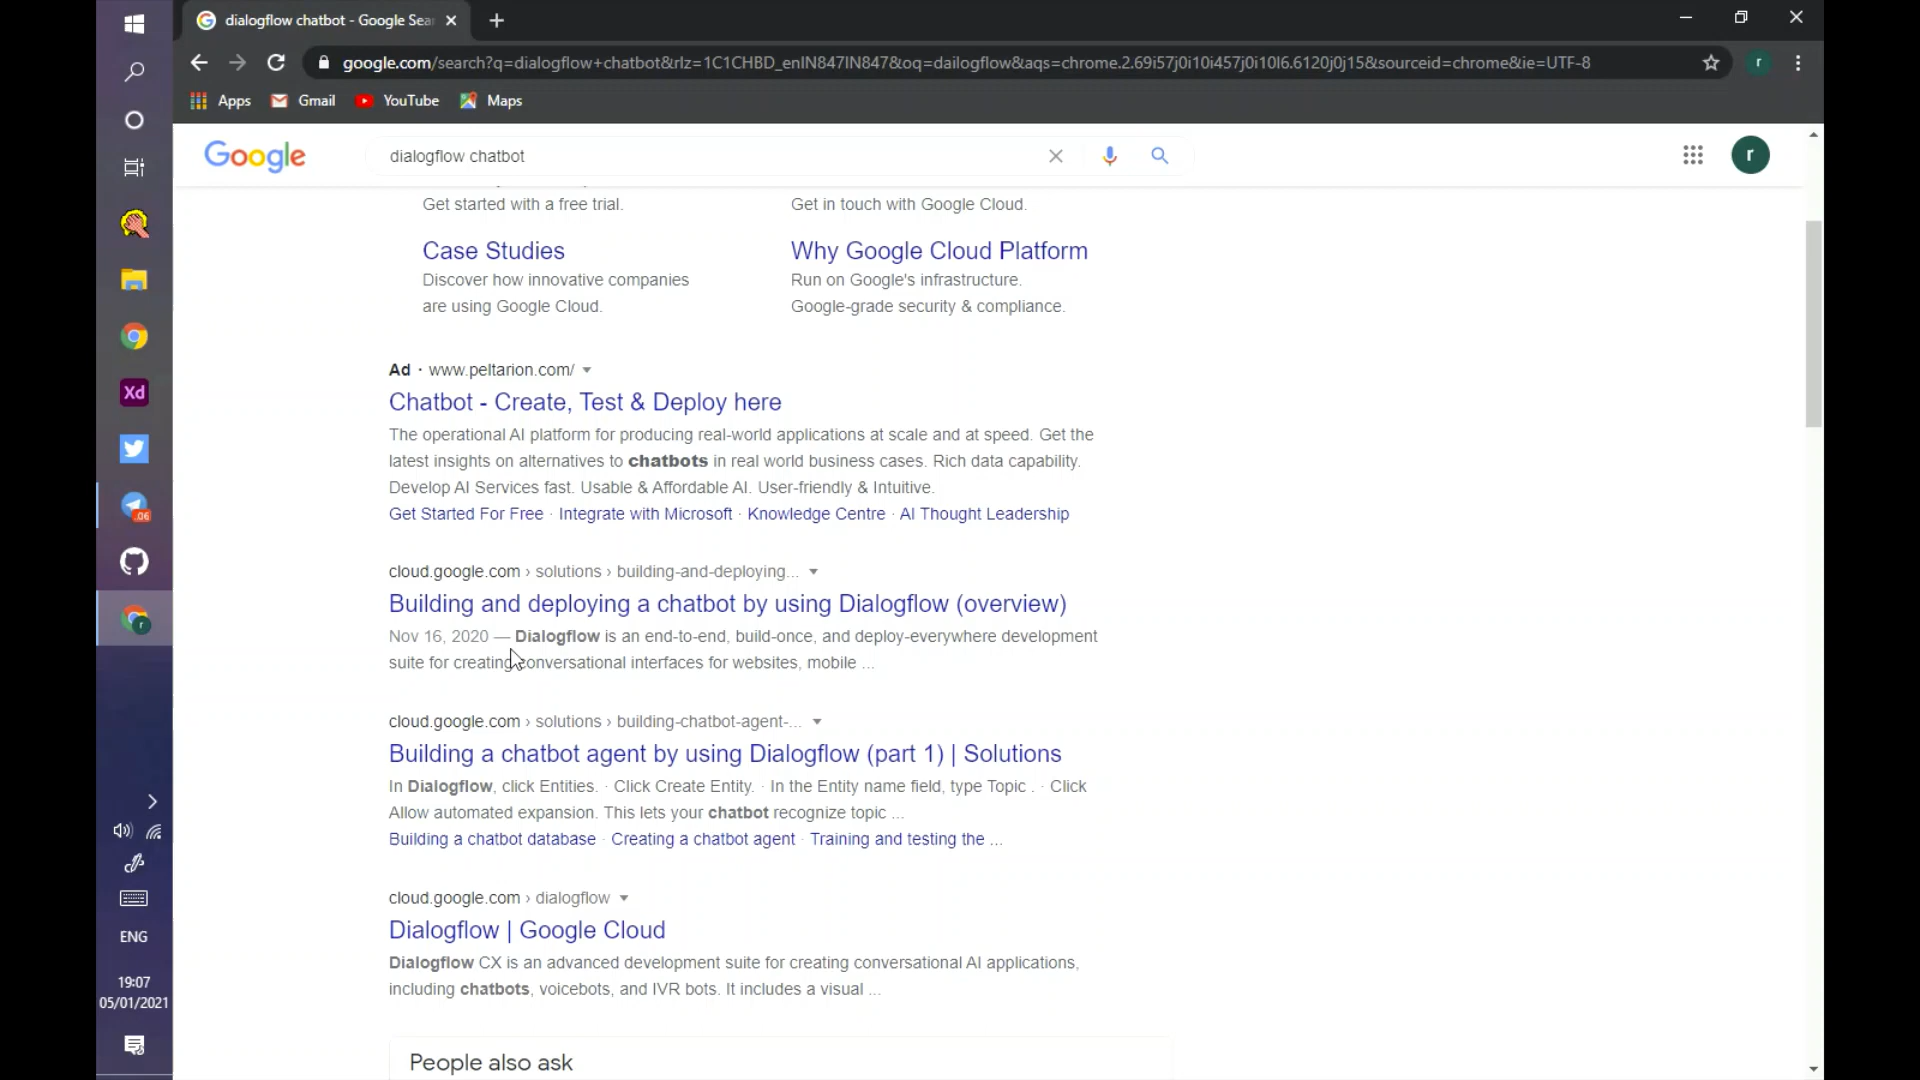 dialogflow chatbot - Google Sea
google.com/search?q=dialogflow+chatbot&rlz=1C1CHBD_enIN847IN847&oq=dailogflow&aqs=chrome.2.69i57j0i10i457j0i10l6.6120j0j15&sourceid=chrome&ie=UTF-8
r
Apps Gmail YouTube Maps
Google
dialogflow chatbot
r
Get started with a free trial.
Get in touch with Google Cloud.
Case Studies
Discover how innovative companies
are using Google Cloud.
Why Google Cloud Platform
Run on Google's infrastructure.
Google-grade security & compliance.
Ad · www.peltarion.com/
Chatbot - Create, Test & Deploy here
The operational AI platform for producing real-world applications at scale and at speed. Get the
latest insights on alternatives to chatbots in real world business cases. Rich data capability.
Develop AI Services fast. Usable & Affordable AI. User-friendly & Intuitive.
Get Started For Free · Integrate with Microsoft · Knowledge Centre · AI Thought Leadership
cloud.google.com › solutions › building-and-deploying...
Building and deploying a chatbot by using Dialogflow (overview)
Nov 16, 2020 — Dialogflow is an end-to-end, build-once, and deploy-everywhere development
suite for creating conversational interfaces for websites, mobile ...
cloud.google.com › solutions › building-chatbot-agent-...
Building a chatbot agent by using Dialogflow (part 1) | Solutions
In Dialogflow, click Entities. · Click Create Entity. · In the Entity name field, type Topic . · Click
Allow automated expansion. This lets your chatbot recognize topic ...
Building a chatbot database · Creating a chatbot agent · Training and testing the ...
cloud.google.com › dialogflow
Dialogflow | Google Cloud
Dialogflow CX is an advanced development suite for creating conversational AI applications,
including chatbots, voicebots, and IVR bots. It includes a visual ...
People also ask
Xd
.06
r
ENG
19:07
05/01/2021